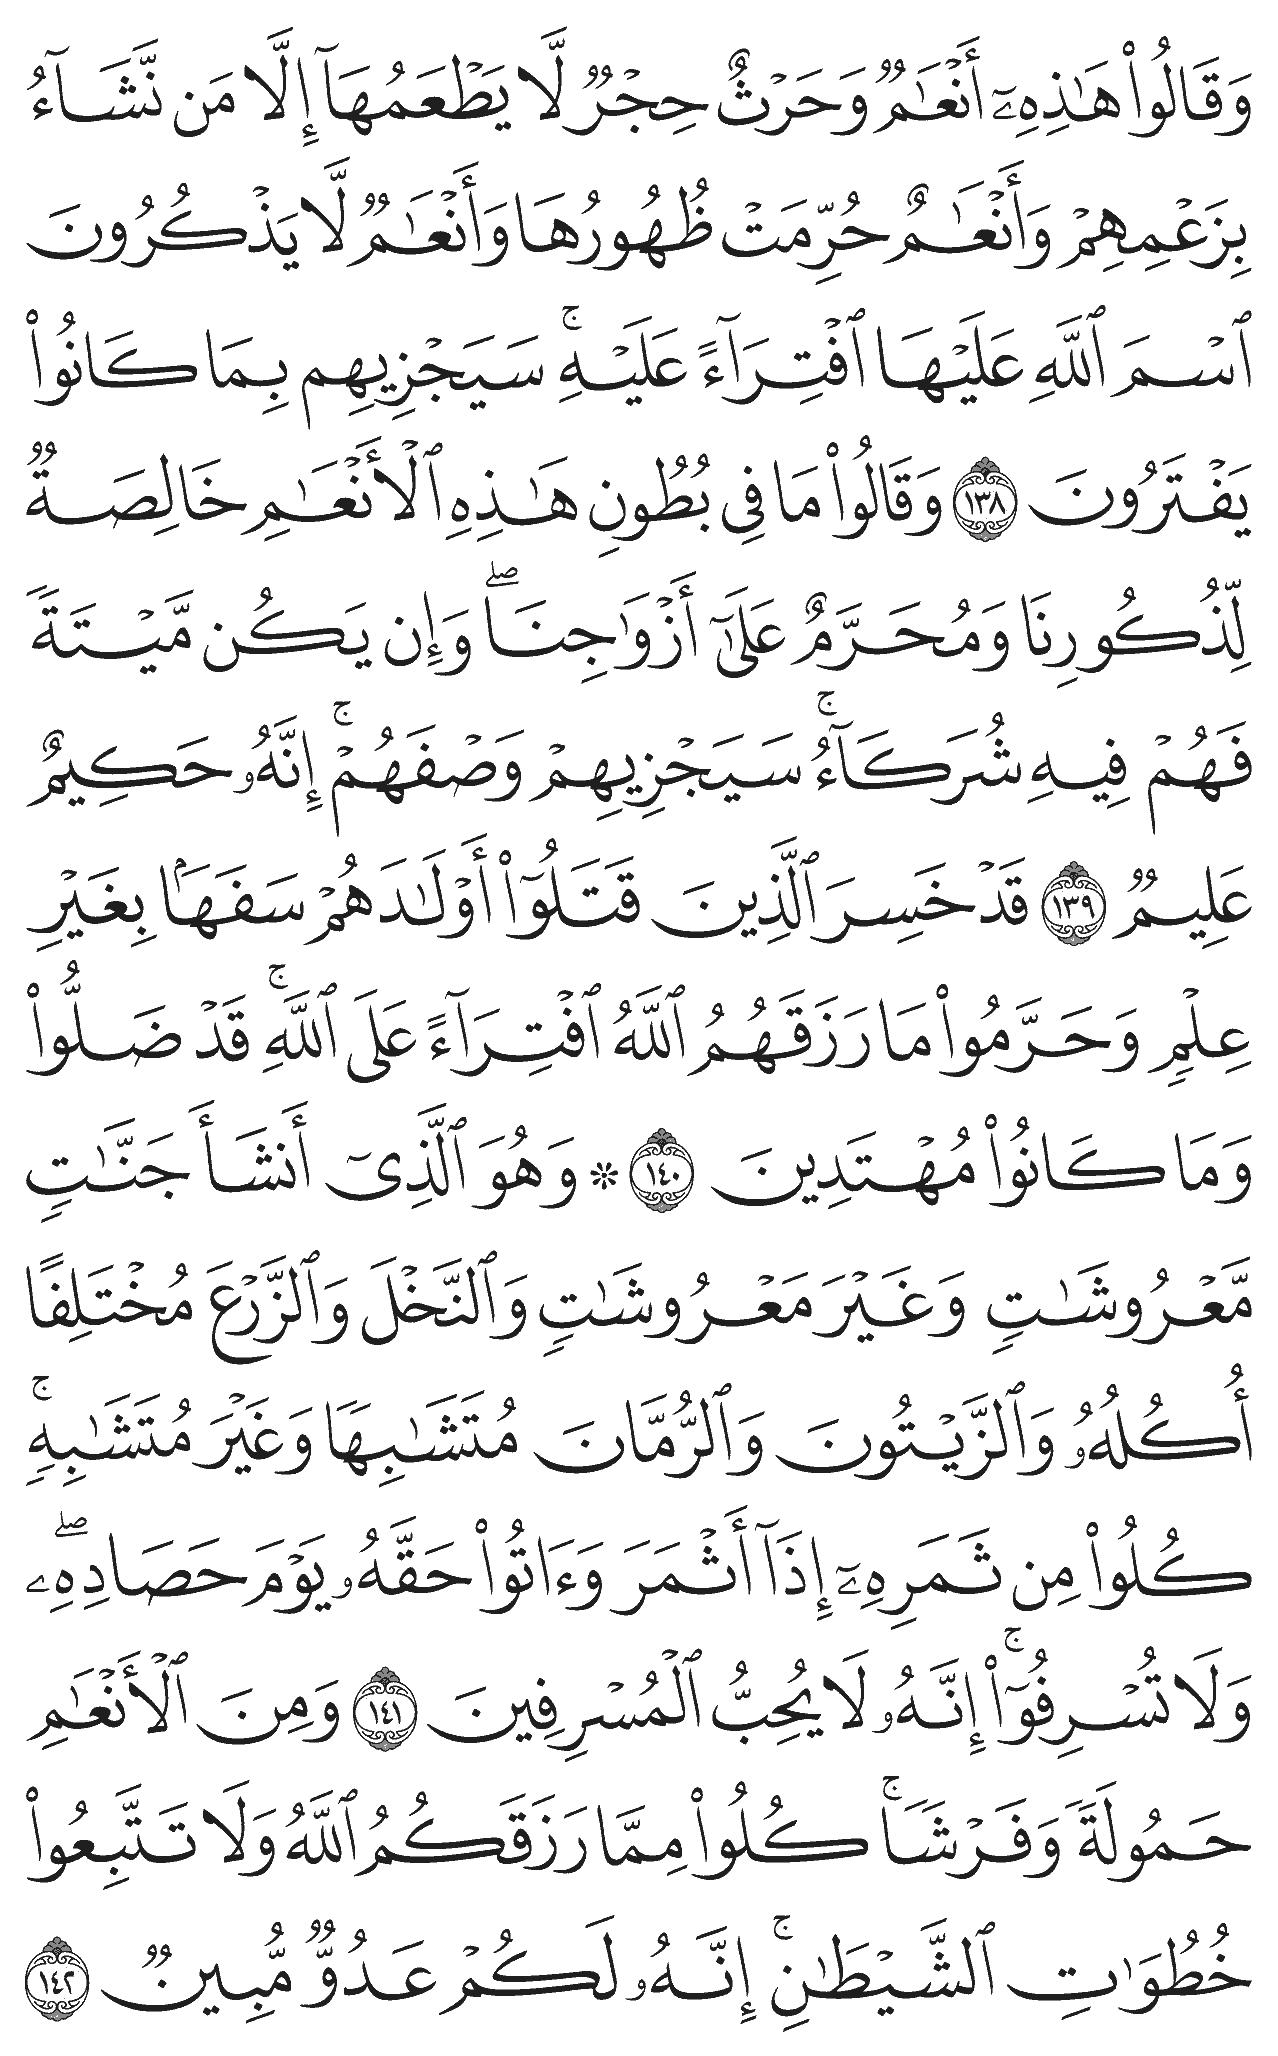 وَقَالُوا۟ هَـٰذِهِۦٓ أَنْعَـٰمٌۭ وَحَرْثٌ حِجْرٌۭ لَّا يَطْعَمُهَآ إِلَّا مَن نَّشَآءُ
بِزَعْمِهِمْ وَأَنْعَـٰمٌ حُرِّمَتْ ظُهُورُهَا وَأَنْعَـٰمٌۭ لَّا يَذْكُرُونَ
ٱسْمَ ٱللَّهِ عَلَيْهَا ٱفْتِرَآءً عَلَيْهِ ۚ سَيَجْزِيهِم بِمَا كَانُوا۟
يَفْتَرُونَ ١٣٨ وَقَالُوا۟ مَا فِى بُطُونِ هَـٰذِهِ ٱلْأَنْعَـٰمِ خَالِصَةٌۭ
لِّذُكُورِنَا وَمُحَرَّمٌ عَلَىٰٓ أَزْوَٰجِنَا ۖ وَإِن يَكُن مَّيْتَةًۭ
فَهُمْ فِيهِ شُرَكَآءُ ۚ سَيَجْزِيهِمْ وَصْفَهُمْ ۚ إِنَّهُۥ حَكِيمٌ
عَلِيمٌۭ ١٣٩ قَدْ خَسِرَ ٱلَّذِينَ قَتَلُوٓا۟ أَوْلَـٰدَهُمْ سَفَهًۢا بِغَيْرِ
عِلْمٍۢ وَحَرَّمُوا۟ مَا رَزَقَهُمُ ٱللَّهُ ٱفْتِرَآءً عَلَى ٱللَّهِ ۚ قَدْ ضَلُّوا۟
وَمَا كَانُوا۟ مُهْتَدِينَ ١٤٠ ۞ وَهُوَ ٱلَّذِىٓ أَنشَأَ جَنَّـٰتٍۢ
مَّعْرُوشَـٰتٍۢ وَغَيْرَ مَعْرُوشَـٰتٍۢ وَٱلنَّخْلَ وَٱلزَّرْعَ مُخْتَلِفًا
أُكُلُهُۥ وَٱلزَّيْتُونَ وَٱلرُّمَّانَ مُتَشَـٰبِهًۭا وَغَيْرَ مُتَشَـٰبِهٍۢ ۚ
كُلُوا۟ مِن ثَمَرِهِۦٓ إِذَآ أَثْمَرَ وَءَاتُوا۟ حَقَّهُۥ يَوْمَ حَصَادِهِۦ ۖ
وَلَا تُسْرِفُوٓا۟ ۚ إِنَّهُۥ لَا يُحِبُّ ٱلْمُسْرِفِينَ ١٤١ وَمِنَ ٱلْأَنْعَـٰمِ
حَمُولَةًۭ وَفَرْشًۭا ۚ كُلُوا۟ مِمَّا رَزَقَكُمُ ٱللَّهُ وَلَا تَتَّبِعُوا۟
خُطُوَٰتِ ٱلشَّيْطَـٰنِ ۚ إِنَّهُۥ لَكُمْ عَدُوٌّۭ مُّبِينٌۭ ١٤٢